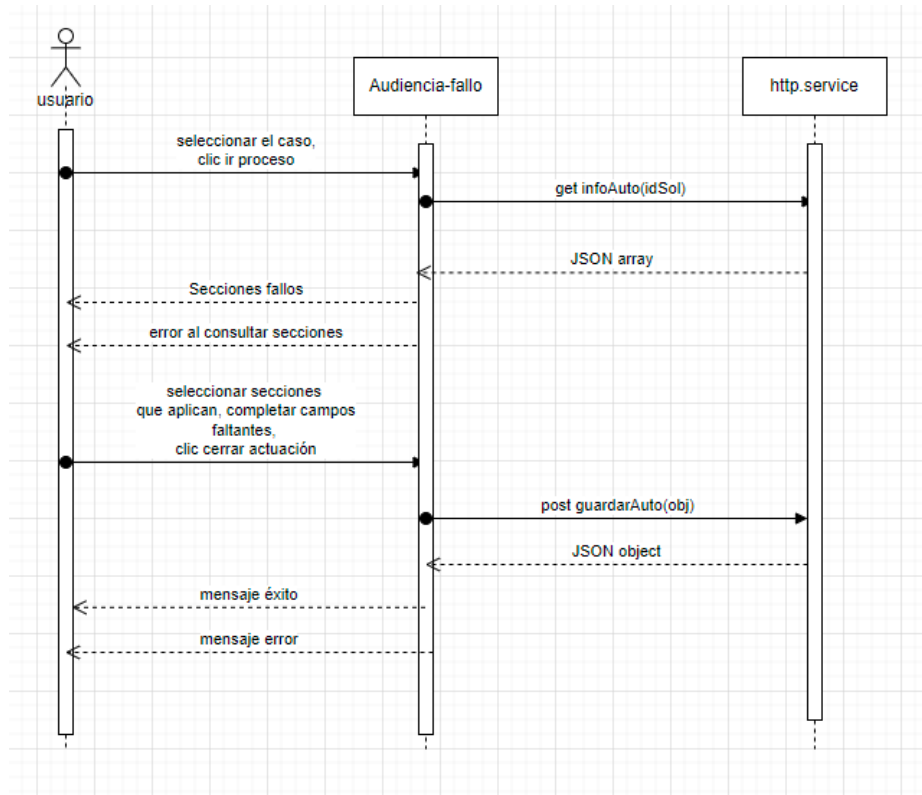 usuario
Audiencia-fallo
http.service
seleccionar el caso,
clic ir proceso
get infoAuto(idSol)
JSON array
Secciones fallos
error al consultar secciones
seleccionar secciones
que aplican, completar campos
faltantes,
clic cerrar actuación
post guardarAuto(obj)
JSON object
mensaje éxito
mensaje error